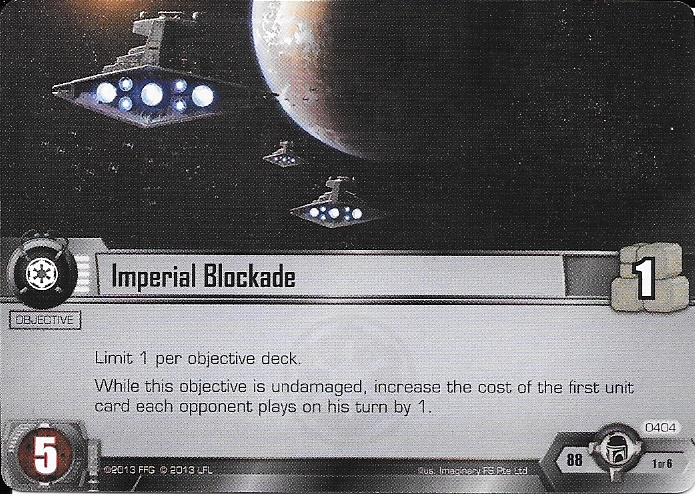 Imperial Blockade
1
OBJECTIVE
Limit 1 per objective deck.
While this objective is undamaged, increase the cost of the first unit
card each opponent plays on his turn by 1.
0404
5
©2013 FFG © 2013 LFL
Illus. Imaginary FS Pte Ltd
88
1 OF 6